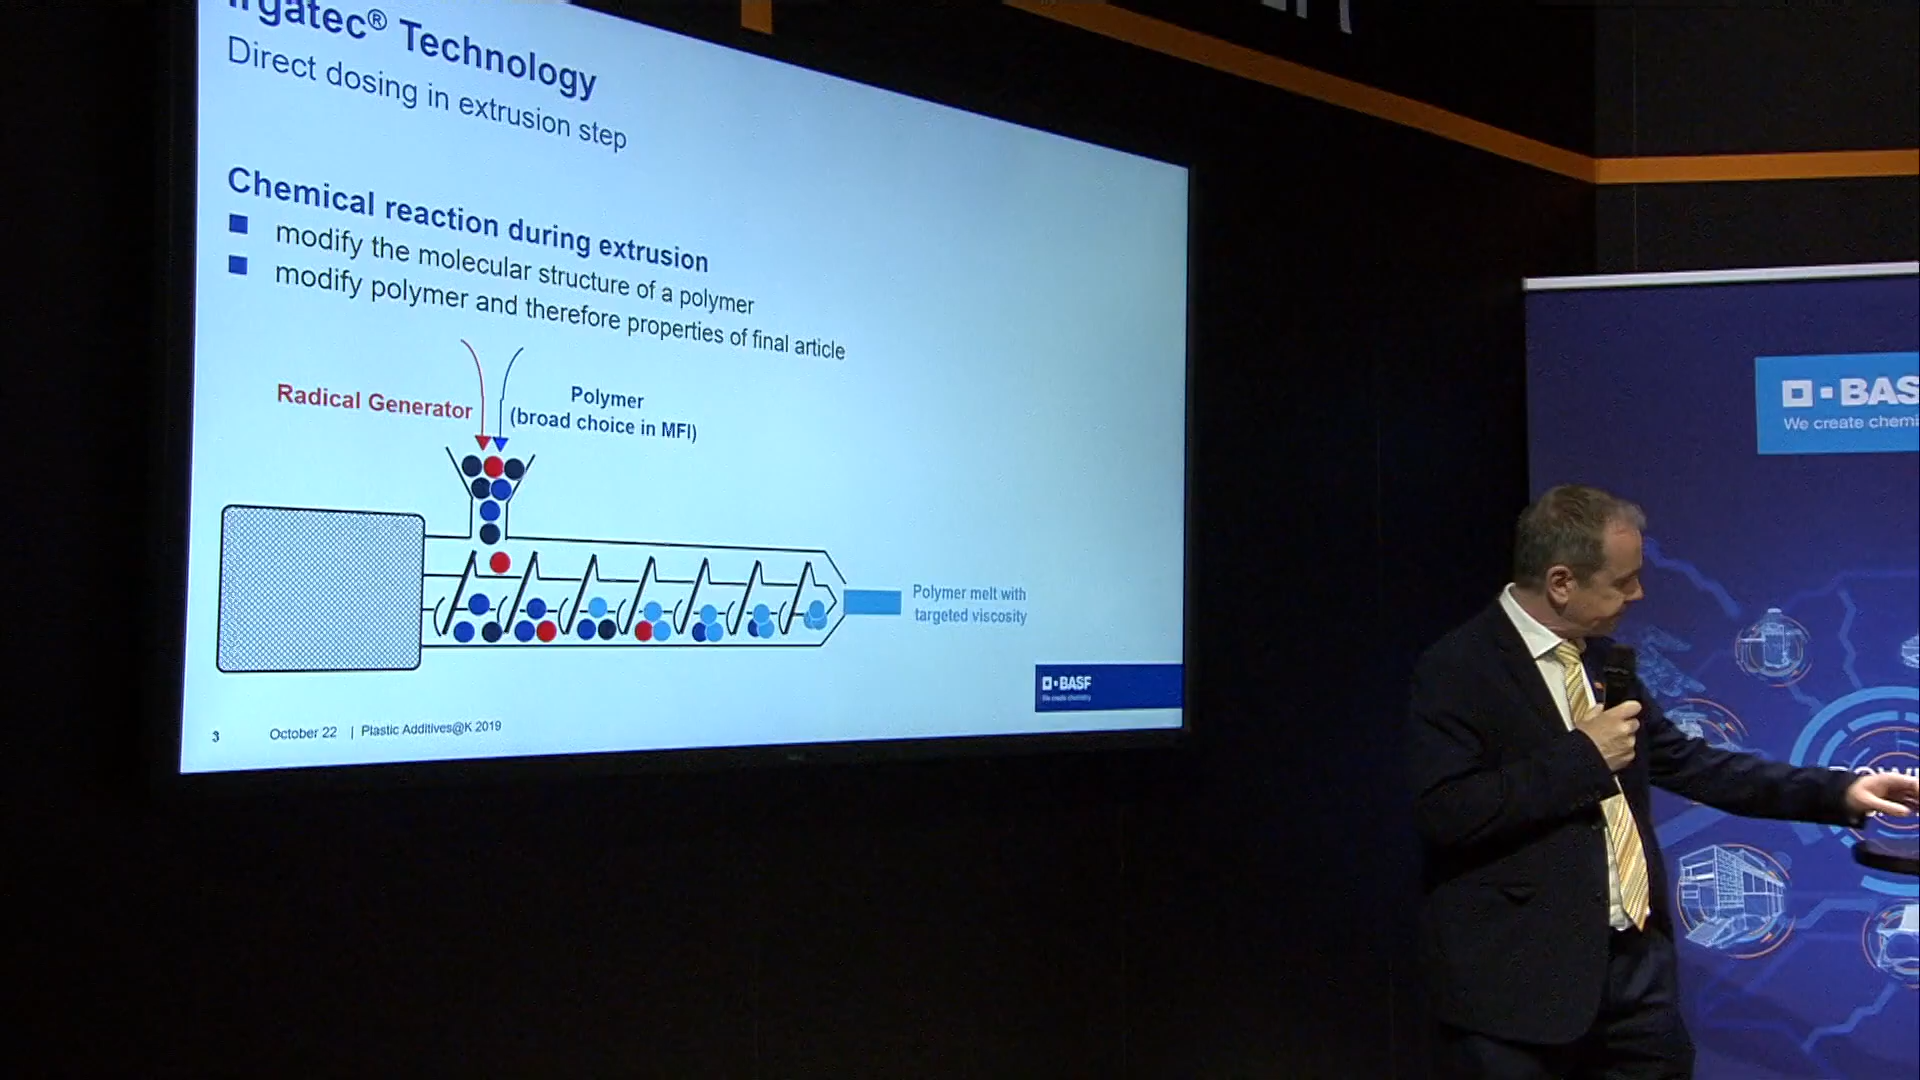 Irgatec® Technology
Direct dosing in extrusion step
Chemical reaction during extrusion
modify the molecular structure of a polymer
modify polymer and therefore properties of final article
Radical Generator
Polymer
(broad choice in MFI)
Polymer melt with
targeted viscosity
BASF
We create chemistry
3 October 22 | Plastic Additives@K 2019
BAS
We create chemi